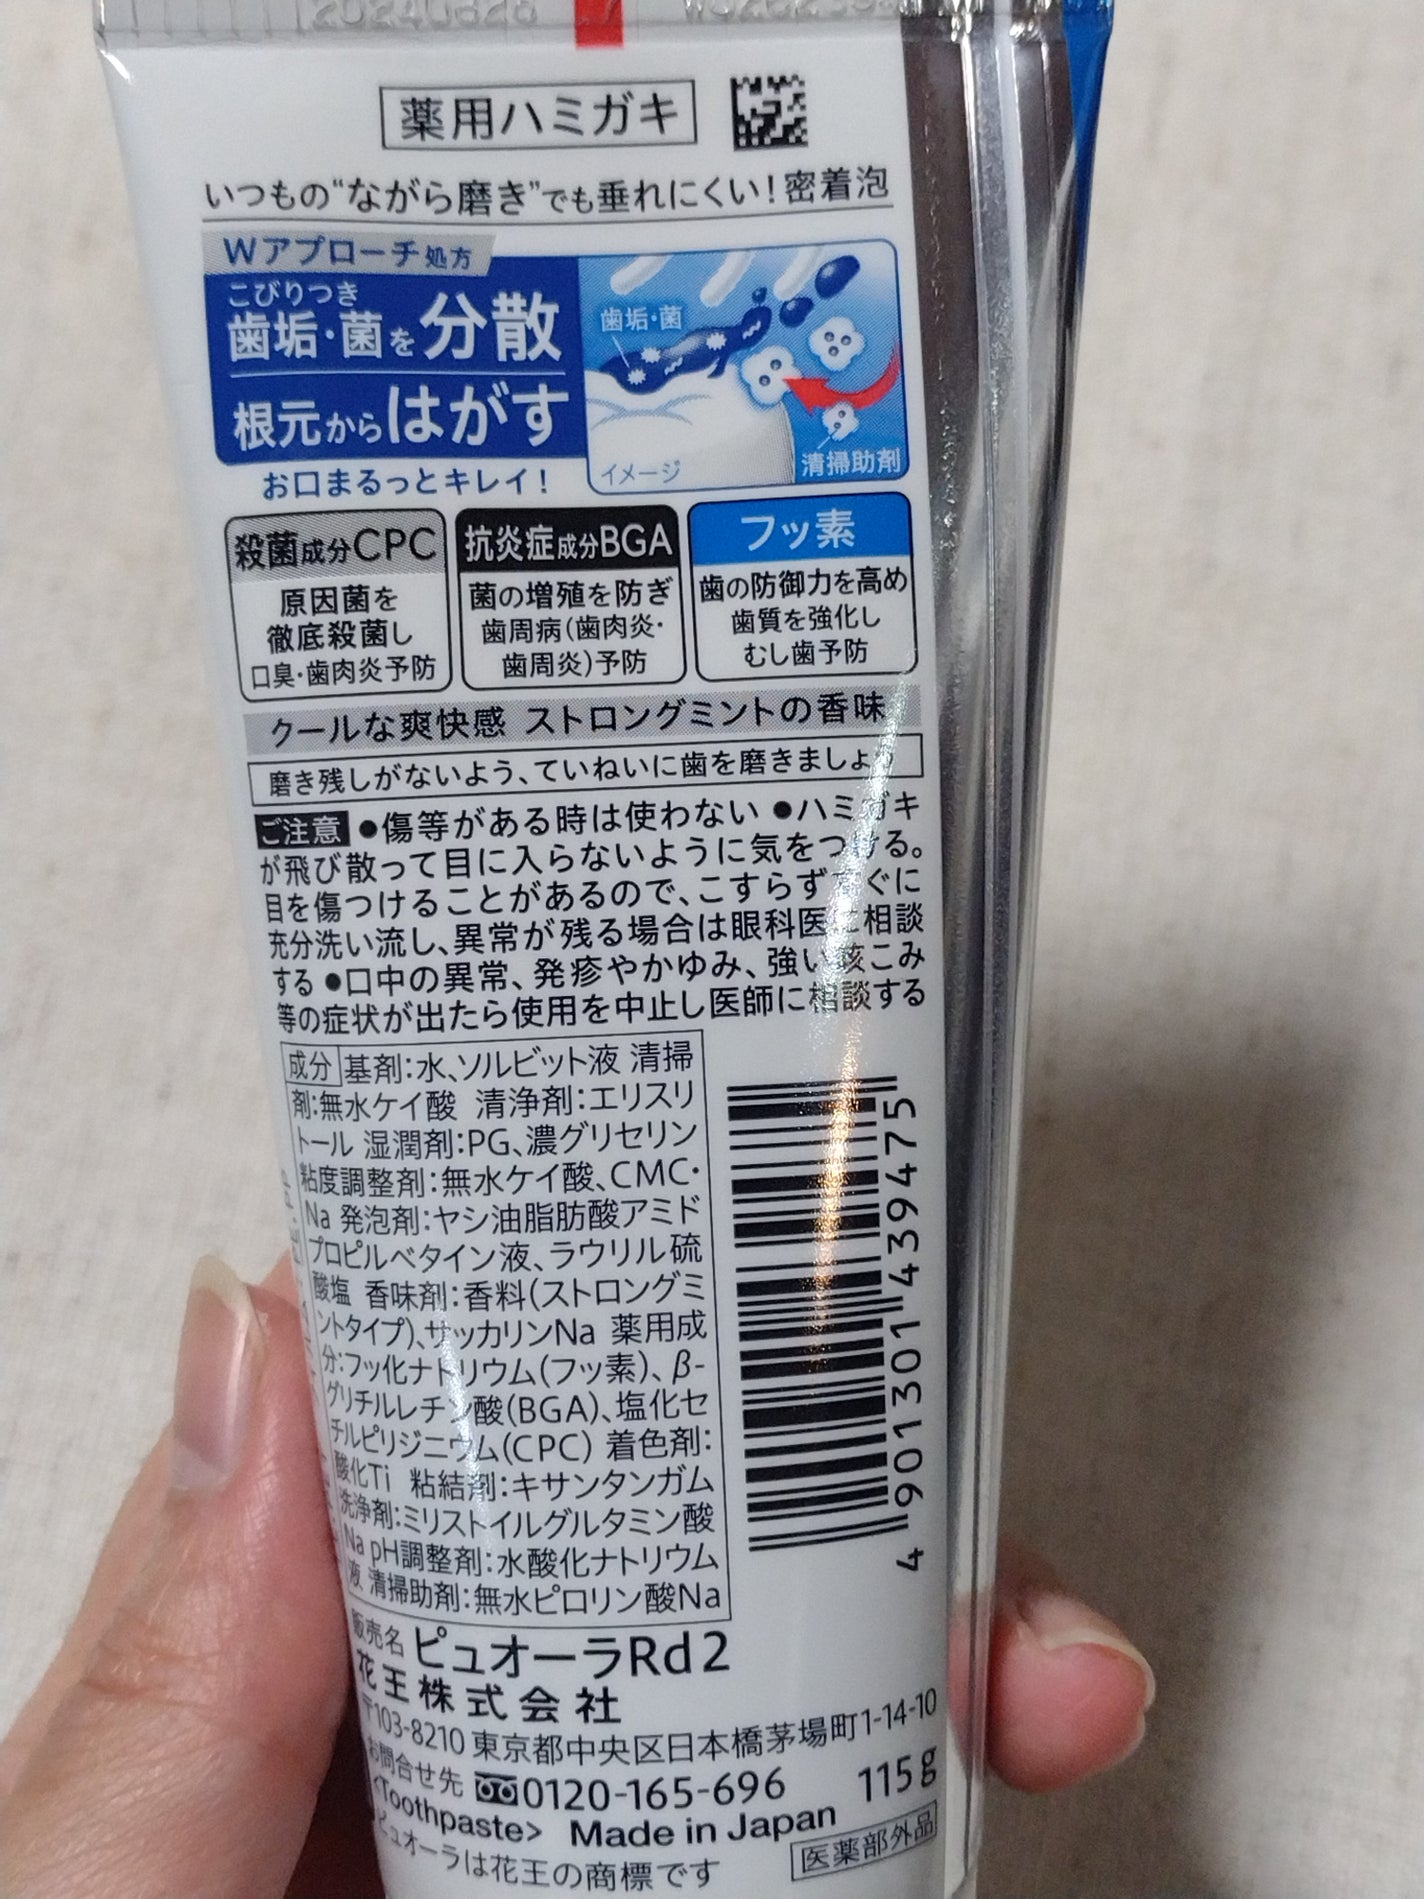 薬用ハミガキ
いつもの“ながら磨き”でも垂れにくい!密着泡
Wアプローチ処方
こびりつき
歯垢・菌を分散
根元からはがす
お口まるっとキレイ!
歯垢・菌
イメージ
清掃助剤
殺菌成分CPC
原因菌を
徹底殺菌し
口臭・歯肉炎予防
抗炎症成分BGA
菌の増殖を防ぎ
歯周病(歯肉炎・
歯周炎)予防
フッ素
歯の防御力を高め
歯質を強化し
むし歯予防
クールな爽快感 ストロングミントの香味
磨き残しがないよう、ていねいに歯を磨きましょう
ご注意 ●傷等がある時は使わない ●ハミガキ
が飛び散って目に入らないように気をつける。
目を傷つけることがあるので、こすらずすぐに
充分洗い流し、異常が残る場合は眼科医に相談
する ●口中の異常、発疹やかゆみ、強い咳こみ
等の症状が出たら使用を中止し医師に相談する
成分 基剤:水、ソルビット液 清掃
剤:無水ケイ酸 清浄剤:エリスリ
トール 湿潤剤:PG、濃グリセリン
粘度調整剤:無水ケイ酸、CMC・
Na 発泡剤:ヤシ油脂肪酸アミド
プロピルベタイン液、ラウリル硫
酸塩 香味剤:香料(ストロングミ
ントタイプ)、サッカリンNa 薬用成
分:フッ化ナトリウム(フッ素)、β-
グリチルレチン酸(BGA)、塩化セ
チルピリジニウム(CPC) 着色剤:
酸化Ti 粘結剤:キサンタンガム
洗浄剤:ミリストイルグルタミン酸
Na pH調整剤:水酸化ナトリウム
液 清掃助剤:無水ピロリン酸Na
4 901301 439475
販売名 ピュオーラRd2
花王株式会社
〒103-8210 東京都中央区日本橋茅場町1-14-10
お問合せ先 0120-165-696 115g
<Toothpaste> Made in Japan
ピュオーラは花王の商標です
医薬部外品